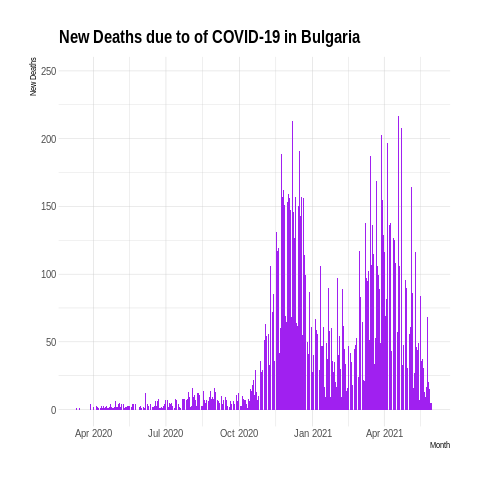 New Deaths due to of COVID-19 in Bulgaria
New Deaths
250
200
150
100
50
0
Apr 2020 Jul 2020 Oct 2020 Jan 2021 Apr 2021
Month